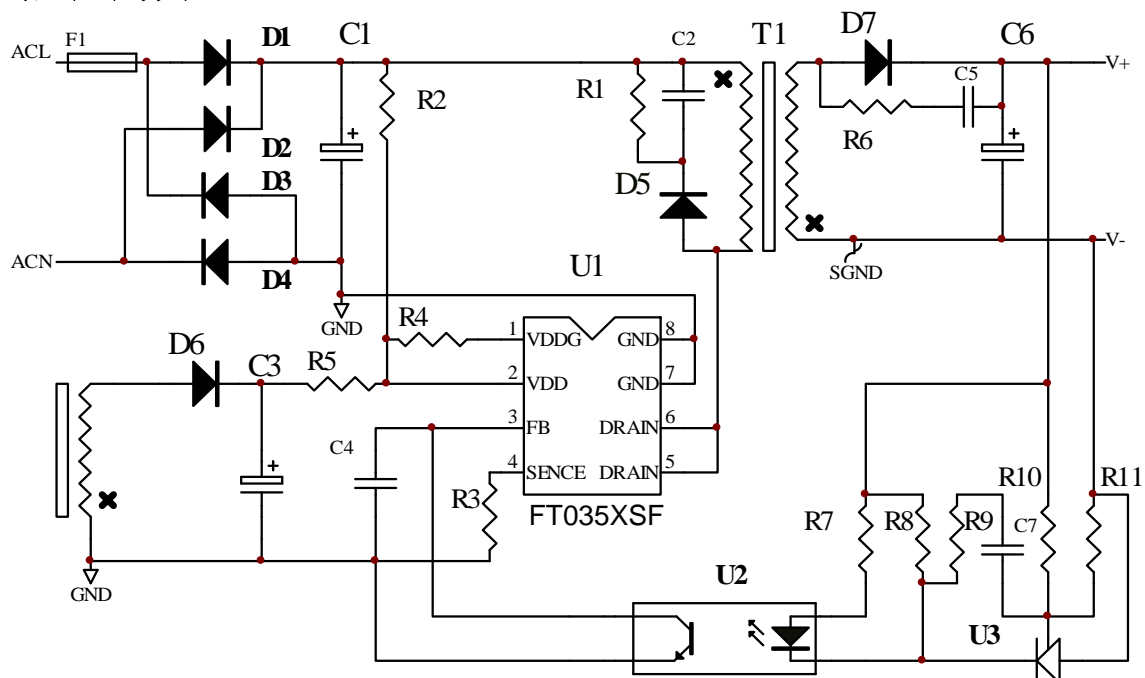 D1 C1 C2 T1 D7 C6
ACL F1 V+
R2 R1 C5
R6
D2
D3 D5
ACN V-
D4 U1 SGND
GND R4 1 VDDG GND 8
D6 C3 R5 2 VDD GND 7
3 FB DRAIN 6
C4 4 SENCE DRAIN 5
R3 R10 R11
FT035XSF R7 R8 R9 C7
GND U2
U3